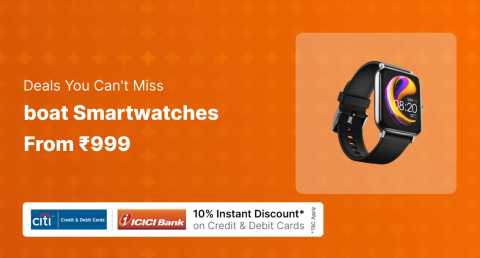 Deals You Can't Miss
boat Smartwatches
From ₹999
08:20
citi
Credit & Debit Cards
ICICI Bank
10% Instant Discount*
on Credit & Debit Cards
*T&C Apply